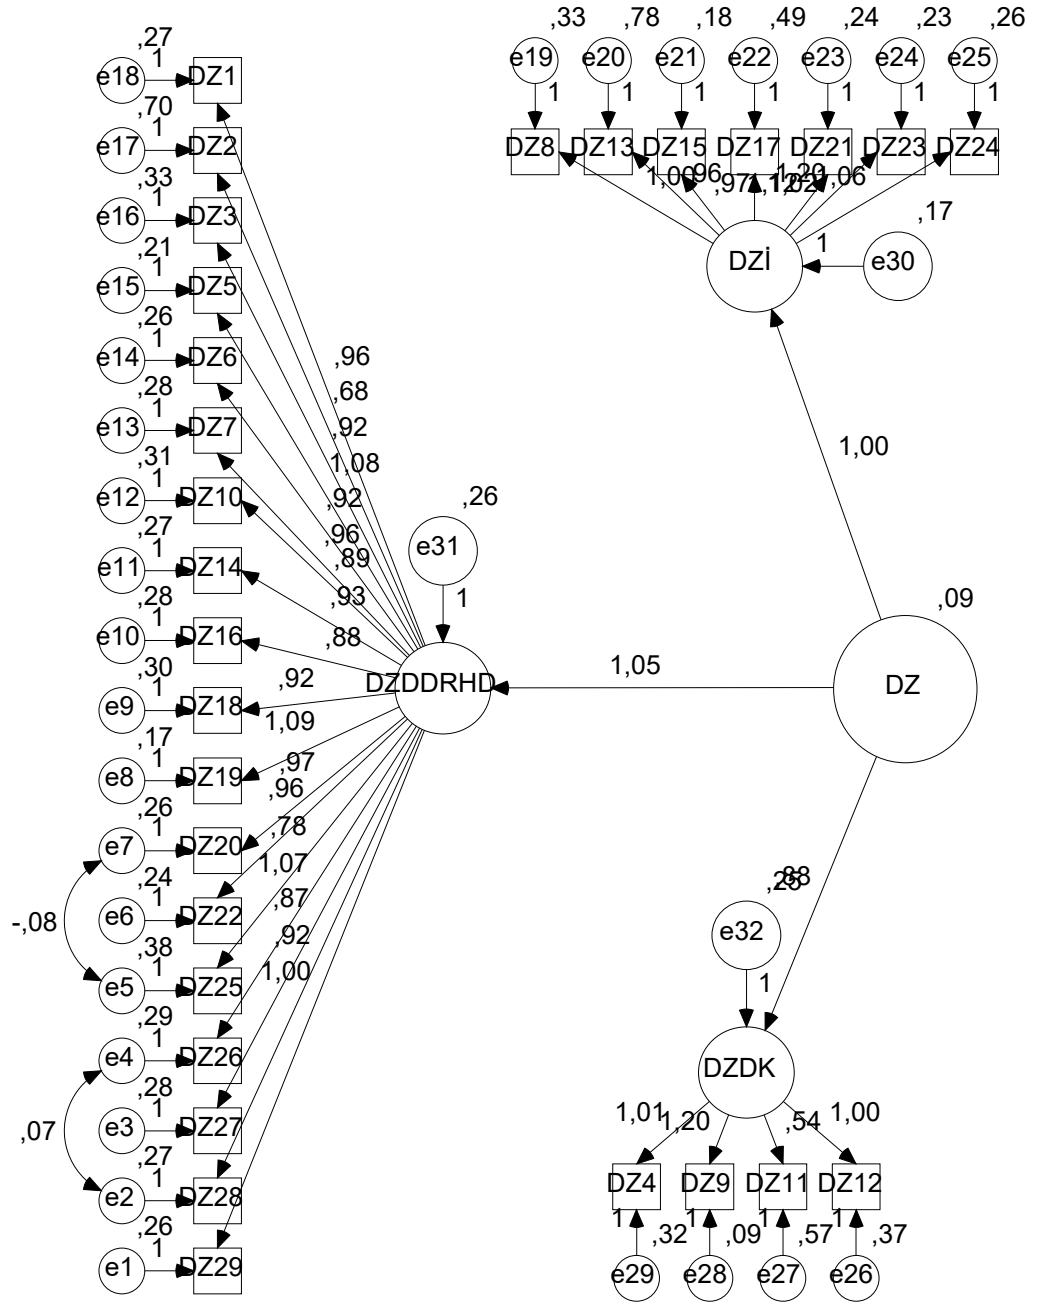 ,33 ,78 ,18 ,49 ,24 ,23 ,26
e19 e20 e21 e22 e23 e24 e25
1 1 1 1 1 1 1
DZ8 DZ13 DZ15 DZ17 DZ21 DZ23 DZ24
1,00 ,96 ,97 1,06
,17
DZİ 1 e30
1,00
,27
e18 1 DZ1
,70
e17 1 DZ2
,33
e16 1 DZ3
,21
e15 1 DZ5
,26
e14 1 DZ6
,28
e13 1 DZ7
,31
e12 1 DZ10
,27
e11 1 DZ14
,28
e10 1 DZ16
,30
e9 1 DZ18
,17
e8 1 DZ19
,26
e7 1 DZ20
,24
e6 1 DZ22
-,08
,38
e5 1 DZ25
,29
e4 1 DZ26
,28
,07
e3 1 DZ27
,27
e2 1 DZ28
,26
e1 1 DZ29
,96
,68
,92
1,08
,92
,96
,89
,93
,88
,92
1,09
,97
,96
,78
1,07
,87
,92
1,00
,26
e31
1
DZDDRHD
1,05
,09
DZ
,25 ,88
e32
1
DZDK
1,01 1,20 ,54 1,00
DZ4 DZ9 DZ11 DZ12
1 1 1 1
,32 ,09 ,57 ,37
e29 e28 e27 e26